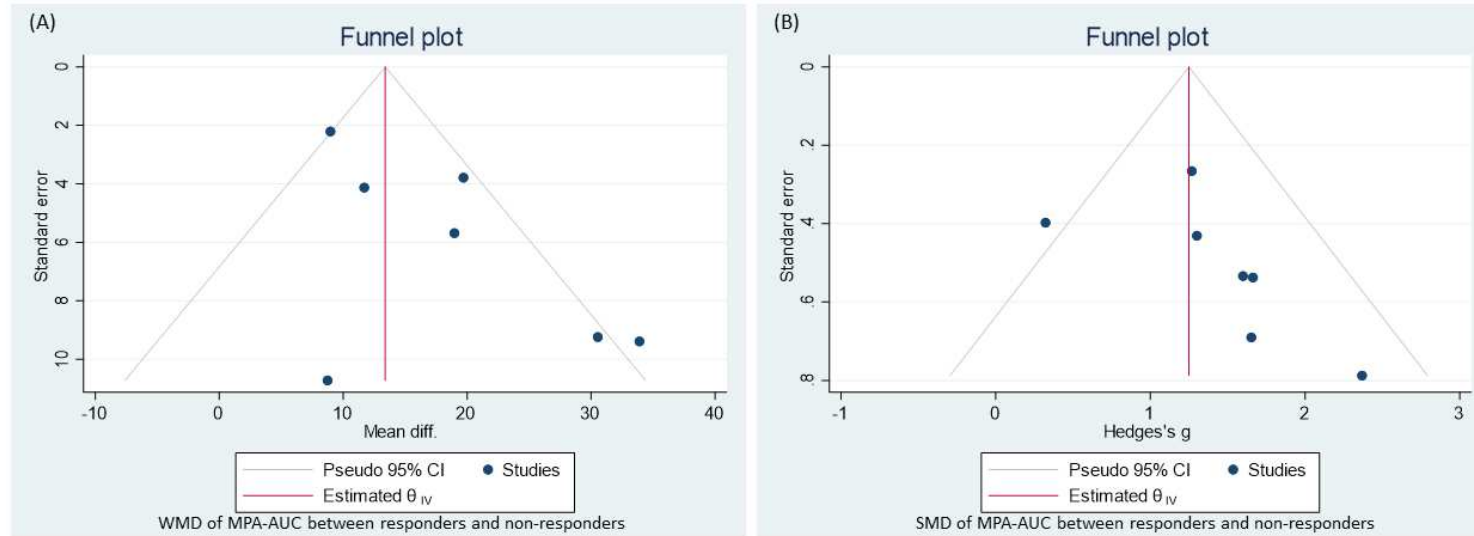 (A)
Funnel plot
0
2
4
6
8
10
Standard error
-10 0 10 20 30 40
Mean diff.
Pseudo 95% CI Studies
Estimated θ IV
WMD of MPA-AUC between responders and non-responders
(B)
Funnel plot
0
.2
.4
.6
.8
Standard error
-1 0 1 2 3
Hedges's g
Pseudo 95% CI Studies
Estimated θ IV
SMD of MPA-AUC between responders and non-responders